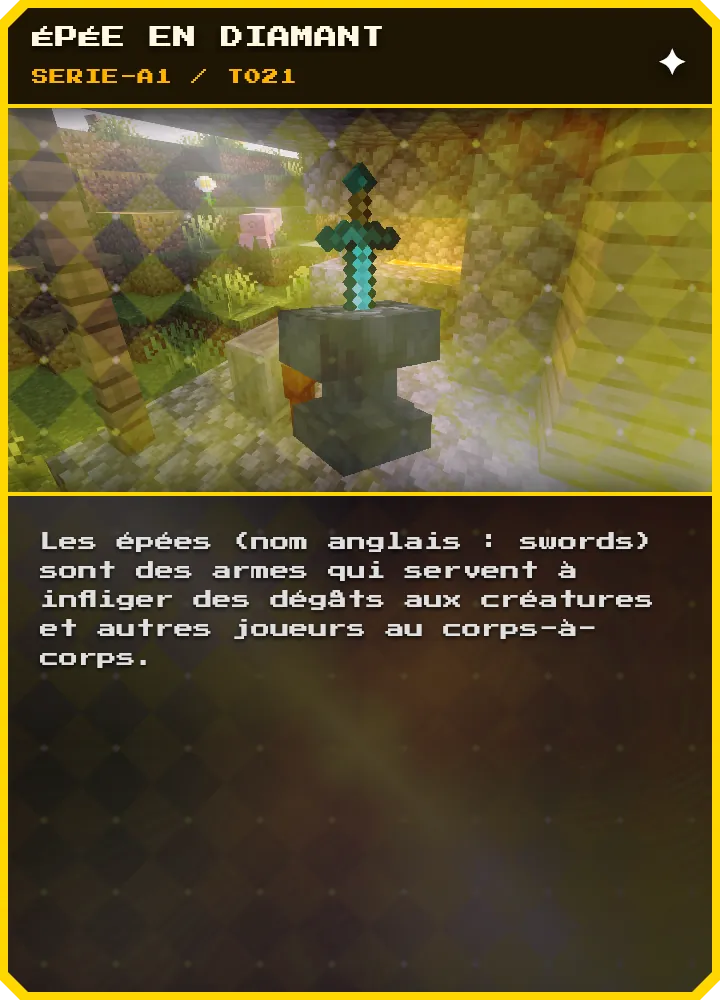 éPéE EN DIAMANT
SERIE-A1 / T021
Les épées (nom anglais : swords)
sont des armes qui servent à
infliger des dégâts aux créatures
et autres joueurs au corps-à-
corps.